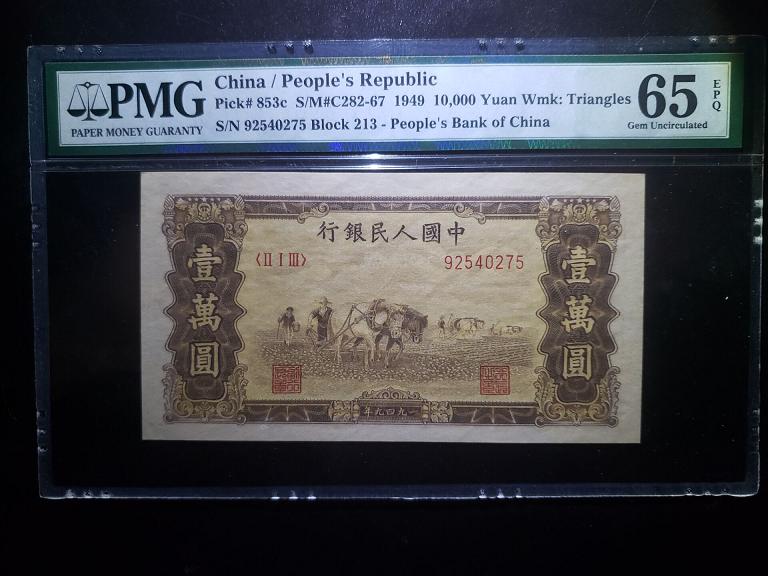 PMG
PAPER MONEY GUARANTY
China / People's Republic
Pick# 853c S/M#C282-67 1949 10,000 Yuan Wmk: Triangles
S/N 92540275 Block 213 - People's Bank of China
65
EPQ
Gem Uncirculated
行銀民人國中
〈II I III〉
92540275
壹萬圓
壹萬圓
年九四九一